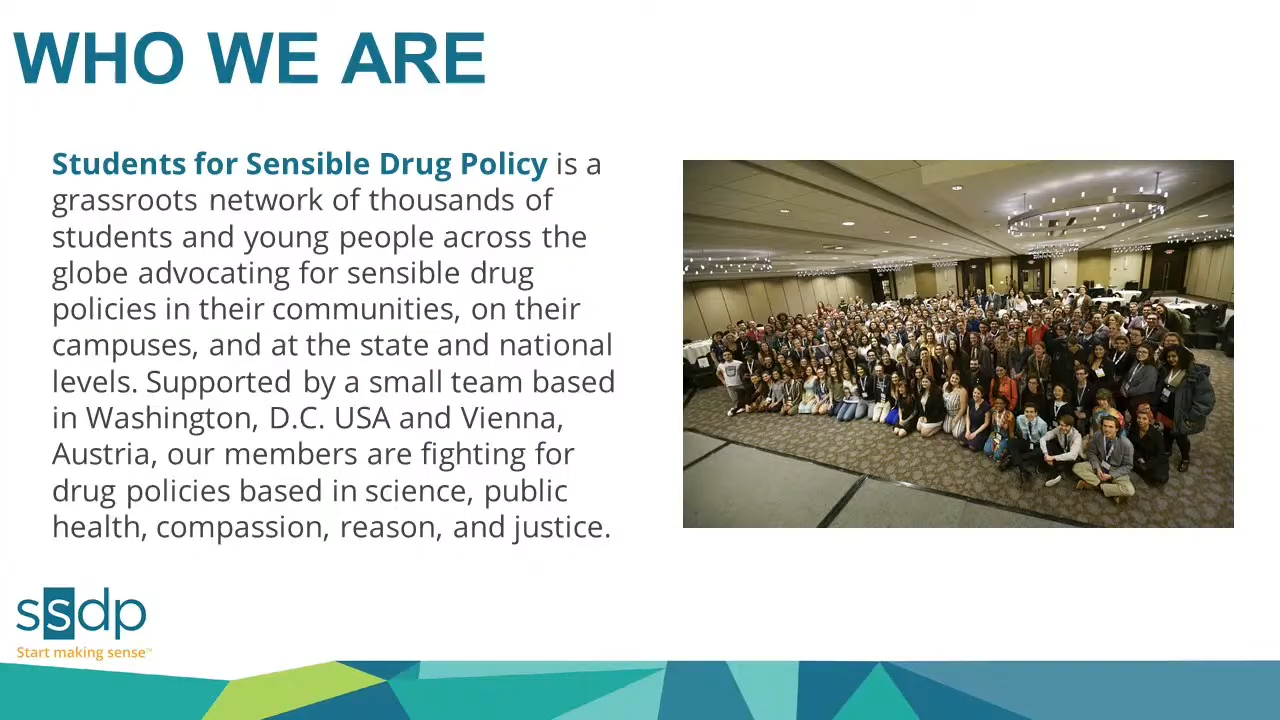 WHO WE ARE
Students for Sensible Drug Policy is a
grassroots network of thousands of
students and young people across the
globe advocating for sensible drug
policies in their communities, on their
campuses, and at the state and national
levels. Supported by a small team based
in Washington, D.C. USA and Vienna,
Austria, our members are fighting for
drug policies based in science, public
health, compassion, reason, and justice.
ssdp
Start making sense™